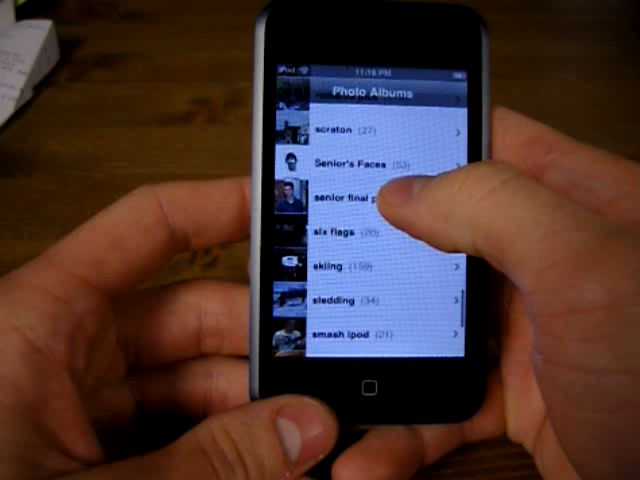 iPod 11:16 PM
Photo Albums
scraton (27)
Senior's Faces (53)
senior final p
six flags (20)
skiing (159)
sledding (34)
smash ipod (21)